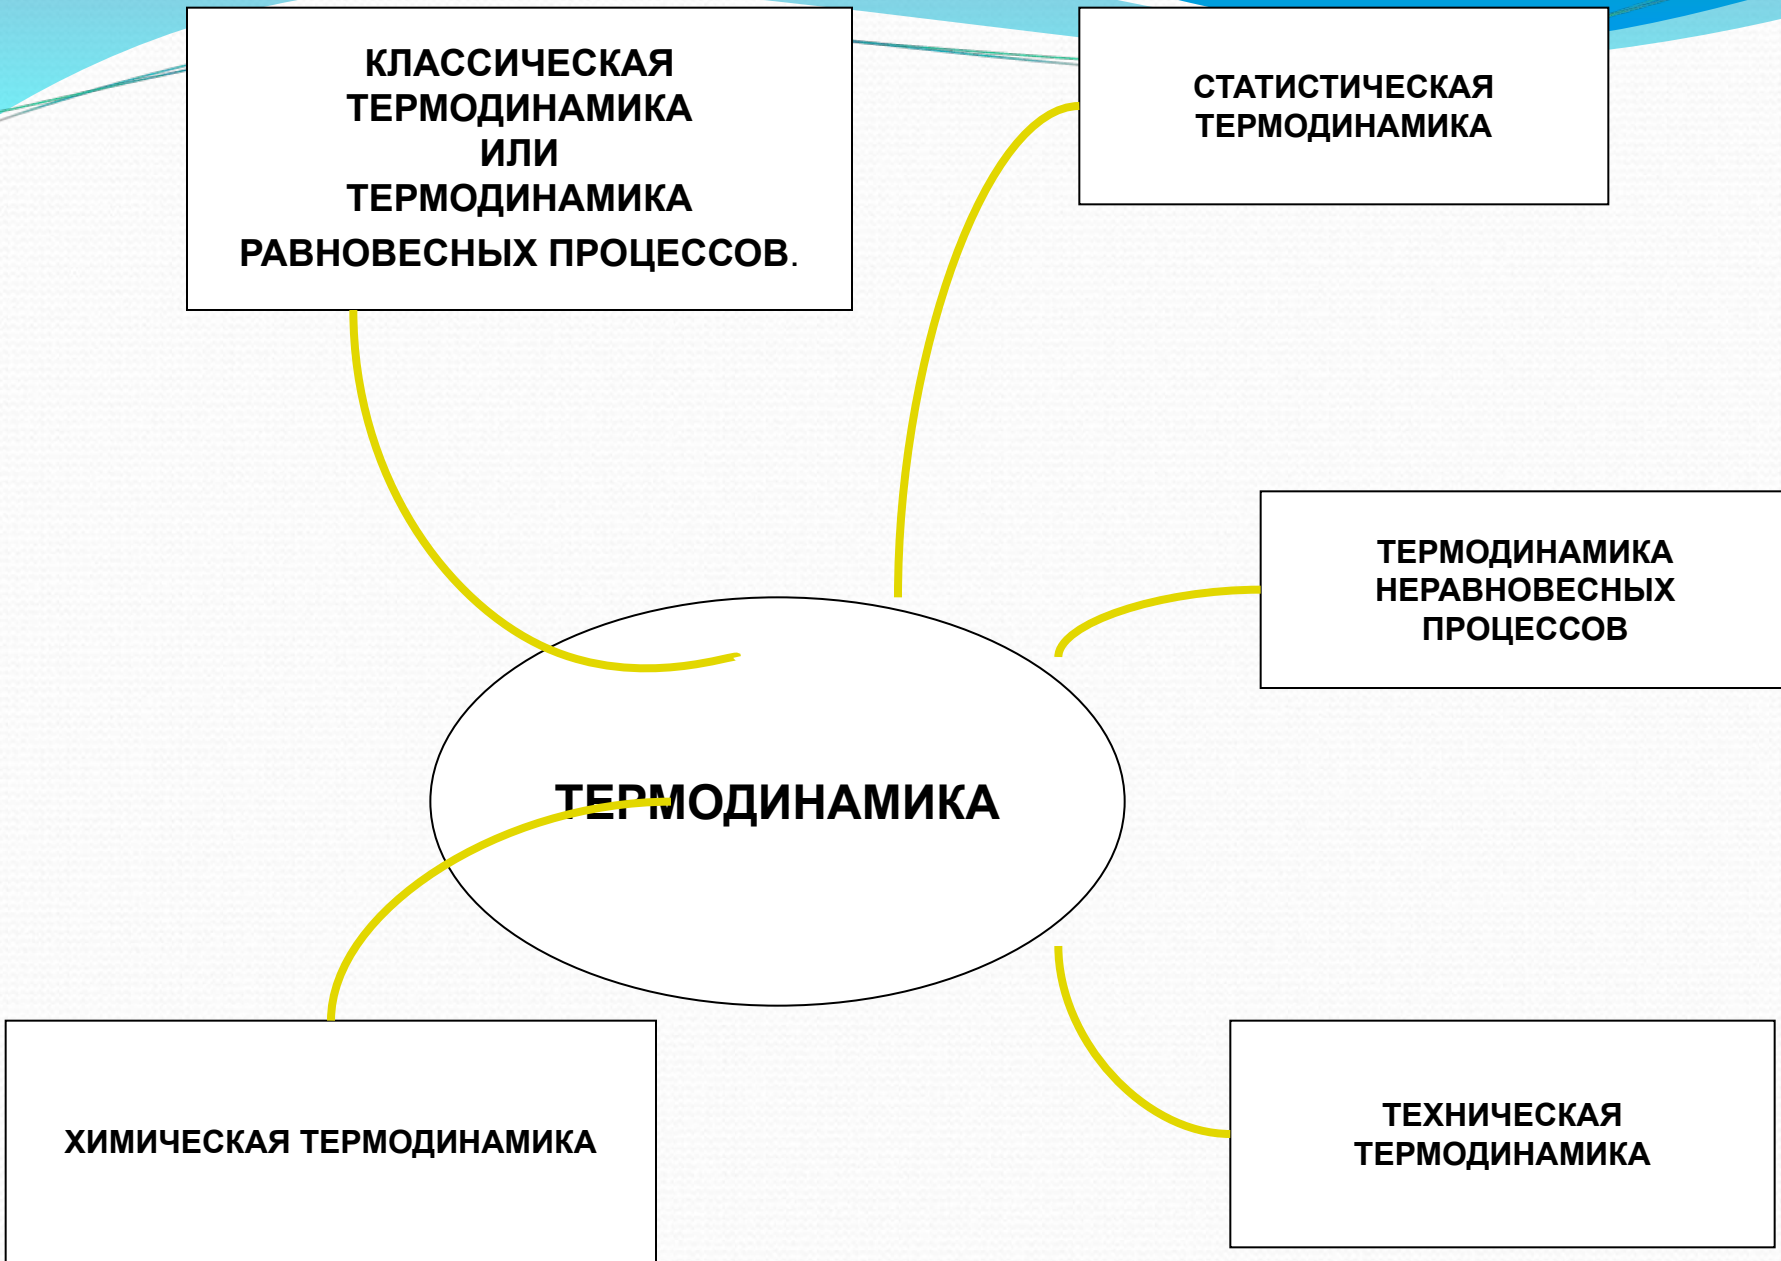 КЛАССИЧЕСКАЯ
ТЕРМОДИНАМИКА
ИЛИ
ТЕРМОДИНАМИКА
РАВНОВЕСНЫХ ПРОЦЕССОВ.
СТАТИСТИЧЕСКАЯ
ТЕРМОДИНАМИКА
ТЕРМОДИНАМИКА
НЕРАВНОВЕСНЫХ
ПРОЦЕССОВ
ТЕРМОДИНАМИКА
ХИМИЧЕСКАЯ ТЕРМОДИНАМИКА
ТЕХНИЧЕСКАЯ
ТЕРМОДИНАМИКА